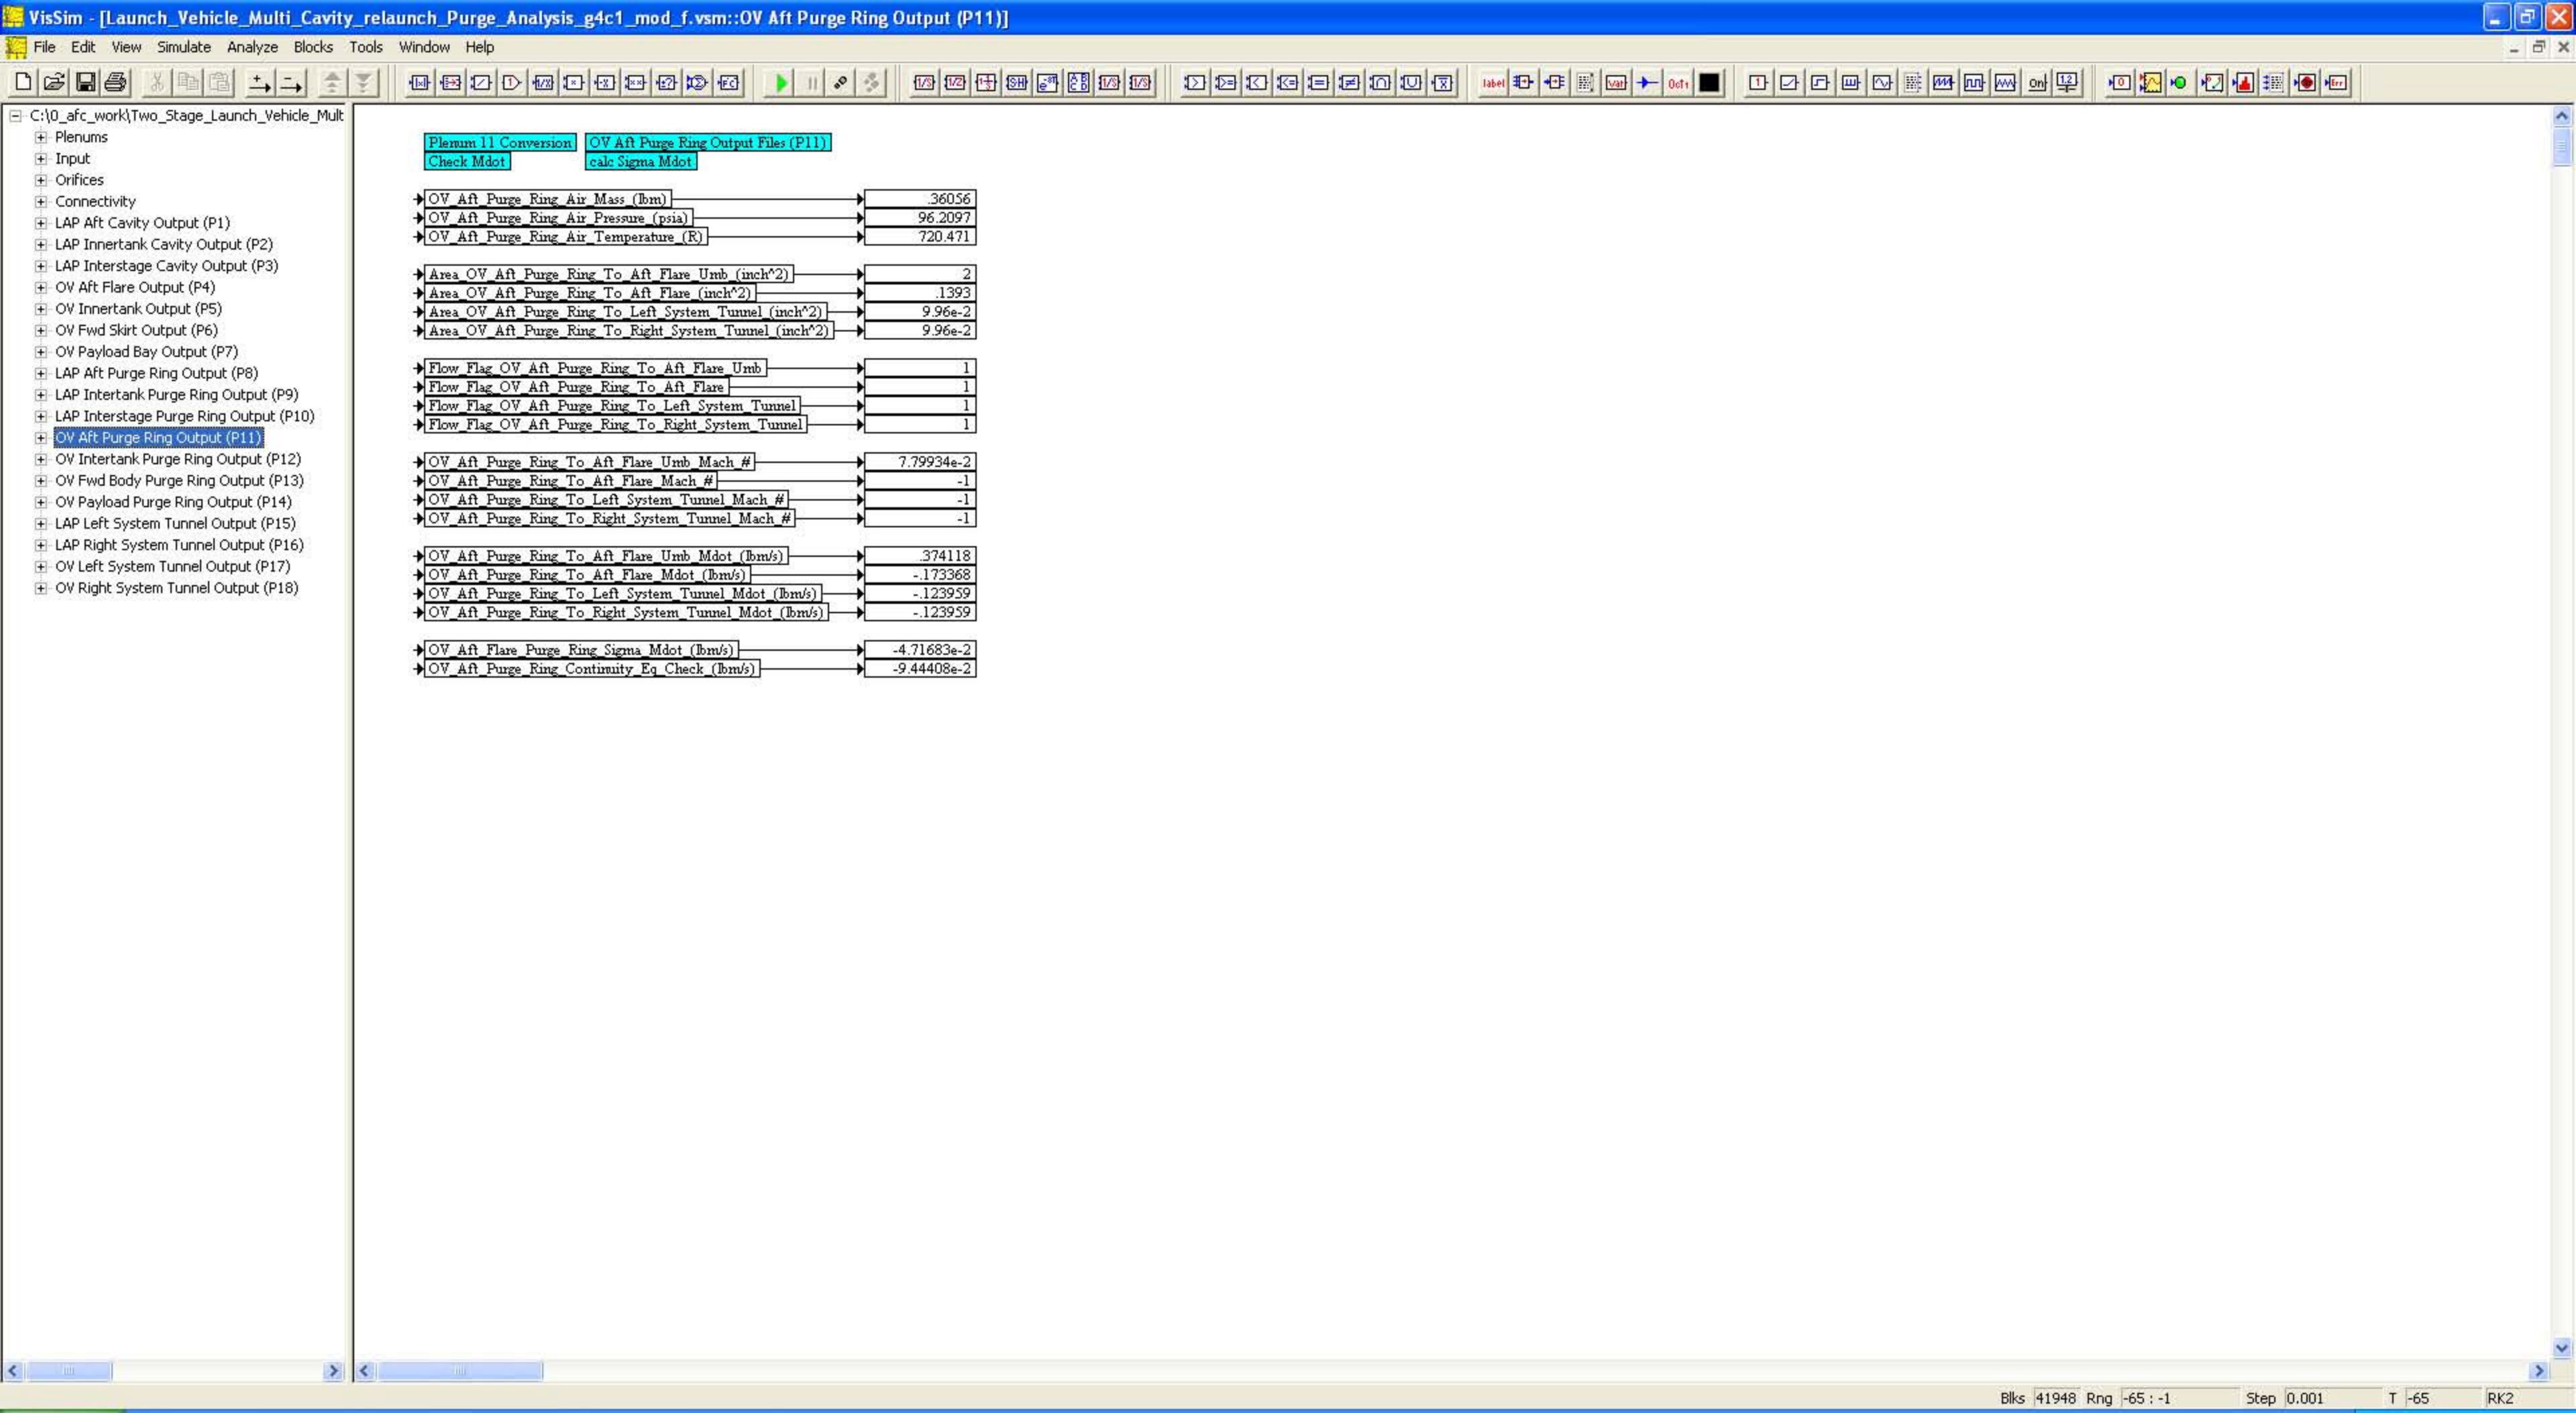 VisSim - [Launch_Vehicle_Multi_Cavity_relaunch_Purge_Analysis_g4c1_mod_f.vsm::OV Aft Purge Ring Output (P11)]
File Edit View Simulate Analyze Blocks Tools Window Help
C:\0_afc_work\Two_Stage_Launch_Vehicle_Mult
Plenums
Input
Orifices
Connectivity
LAP Aft Cavity Output (P1)
LAP Innertank Cavity Output (P2)
LAP Interstage Cavity Output (P3)
OV Aft Flare Output (P4)
OV Innertank Output (P5)
OV Fwd Skirt Output (P6)
OV Payload Bay Output (P7)
LAP Aft Purge Ring Output (P8)
LAP Intertank Purge Ring Output (P9)
LAP Interstage Purge Ring Output (P10)
OV Aft Purge Ring Output (P11)
OV Intertank Purge Ring Output (P12)
OV Fwd Body Purge Ring Output (P13)
OV Payload Purge Ring Output (P14)
LAP Left System Tunnel Output (P15)
LAP Right System Tunnel Output (P16)
OV Left System Tunnel Output (P17)
OV Right System Tunnel Output (P18)
Plenum 11 Conversion OV Aft Purge Ring Output Files (P11)
Check Mdot calc Sigma Mdot
OV_Aft_Purge_Ring_Air_Mass_(lbm) .36056
OV_Aft_Purge_Ring_Air_Pressure_(psia) 96.2097
OV_Aft_Purge_Ring_Air_Temperature_(R) 720.471
Area_OV_Aft_Purge_Ring_To_Aft_Flare_Umb_(inch^2) 2
Area_OV_Aft_Purge_Ring_To_Aft_Flare_(inch^2) .1393
Area_OV_Aft_Purge_Ring_To_Left_System_Tunnel_(inch^2) 9.96e-2
Area_OV_Aft_Purge_Ring_To_Right_System_Tunnel_(inch^2) 9.96e-2
Flow_Flag_OV_Aft_Purge_Ring_To_Aft_Flare_Umb 1
Flow_Flag_OV_Aft_Purge_Ring_To_Aft_Flare 1
Flow_Flag_OV_Aft_Purge_Ring_To_Left_System_Tunnel 1
Flow_Flag_OV_Aft_Purge_Ring_To_Right_System_Tunnel 1
OV_Aft_Purge_Ring_To_Aft_Flare_Umb_Mach_# 7.79934e-2
OV_Aft_Purge_Ring_To_Aft_Flare_Mach_# -1
OV_Aft_Purge_Ring_To_Left_System_Tunnel_Mach_# -1
OV_Aft_Purge_Ring_To_Right_System_Tunnel_Mach_# -1
OV_Aft_Purge_Ring_To_Aft_Flare_Umb_Mdot_(lbm/s) .374118
OV_Aft_Purge_Ring_To_Aft_Flare_Mdot_(lbm/s) -.173368
OV_Aft_Purge_Ring_To_Left_System_Tunnel_Mdot_(lbm/s) -.123959
OV_Aft_Purge_Ring_To_Right_System_Tunnel_Mdot_(lbm/s) -.123959
OV_Aft_Flare_Purge_Ring_Sigma_Mdot_(lbm/s) -4.71683e-2
OV_Aft_Purge_Ring_Continuity_Eq_Check_(lbm/s) -9.44408e-2
Blks 41948 Rng -65 : -1 Step 0.001 T -65 RK2